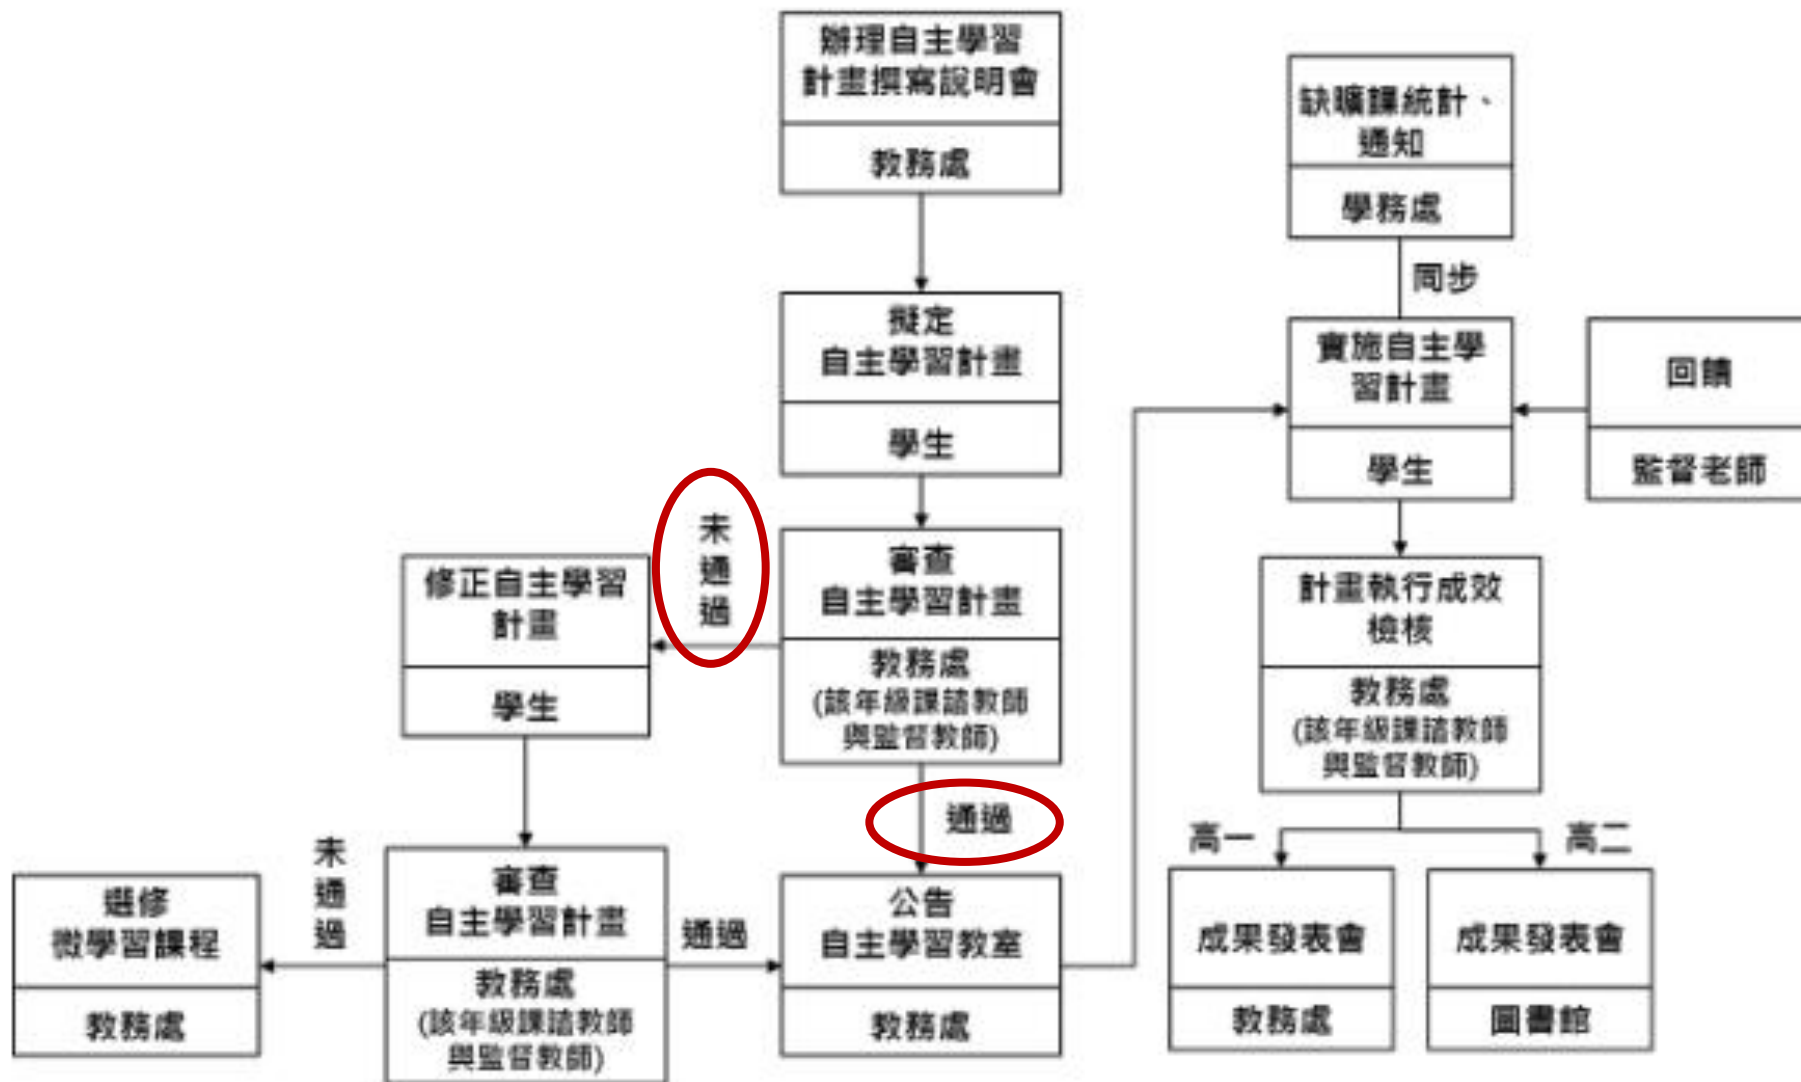 辦理自主學習
計畫撰寫說明會
教務處
擬定
自主學習計畫
學生
審查
自主學習計畫
教務處
(該年級課諮教師
與監督教師)
未
通
過
通過
修正自主學習
計畫
學生
審查
自主學習計畫
教務處
(該年級課諮教師
與監督教師)
未
通
過
通過
選修
微學習課程
教務處
公告
自主學習教室
教務處
缺曠課統計、
通知
學務處
同步
實施自主學
習計畫
學生
回饋
監督老師
計畫執行成效
檢核
教務處
(該年級課諮教師
與監督教師)
高一
高二
成果發表會
教務處
成果發表會
圖書館